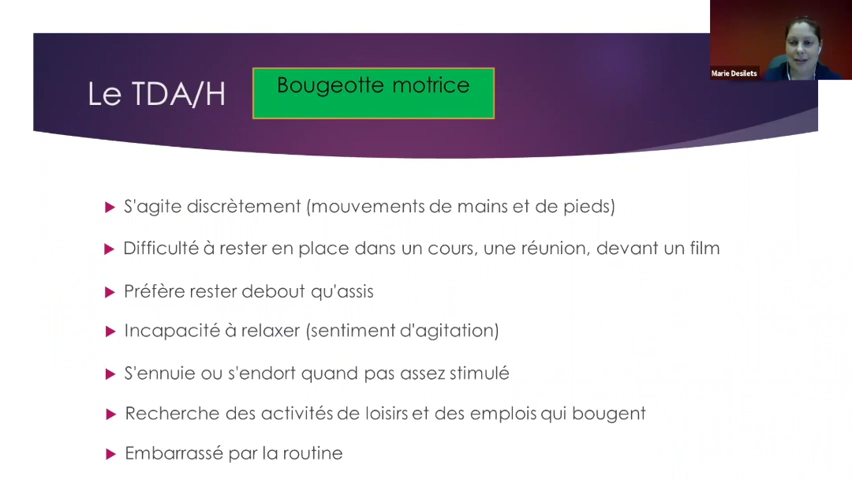 Le TDA/H
Bougeotte motrice
Marie Desilets
S'agite discrètement (mouvements de mains et de pieds)
Difficulté à rester en place dans un cours, une réunion, devant un film
Préfère rester debout qu'assis
Incapacité à relaxer (sentiment d'agitation)
S'ennuie ou s'endort quand pas assez stimulé
Recherche des activités de loisirs et des emplois qui bougent
Embarrassé par la routine